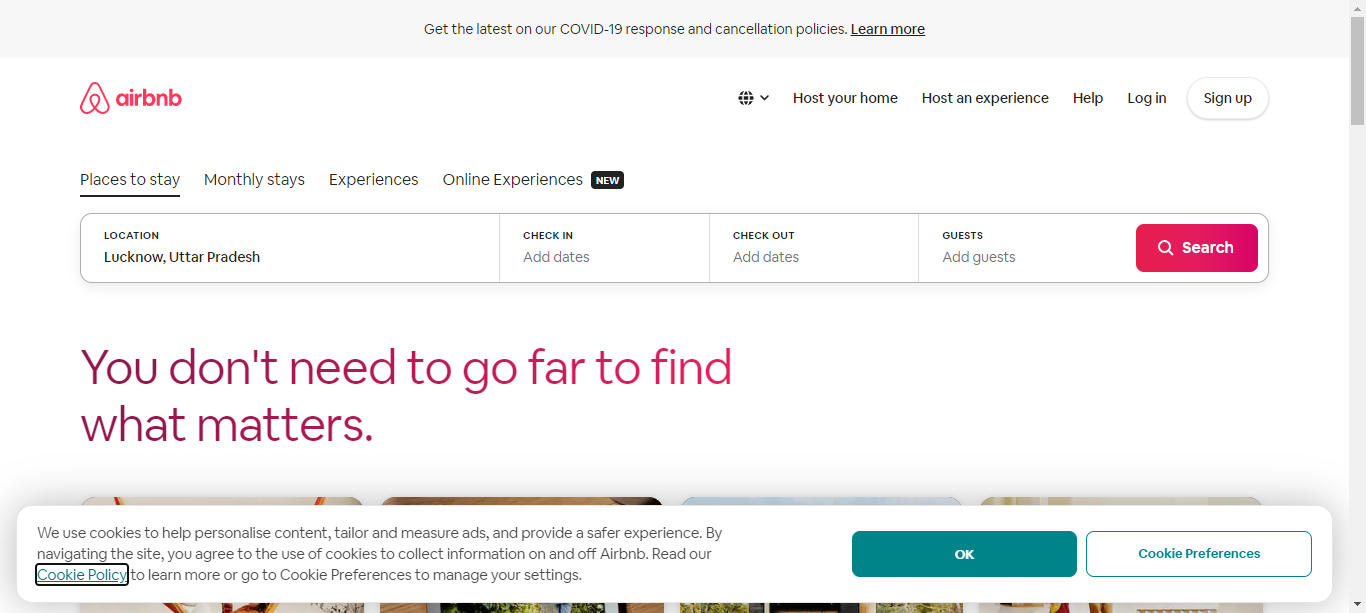 Get the latest on our COVID-19 response and cancellation policies. Learn more
airbnb
Host your home
Host an experience
Help
Log in
Sign up
Places to stay
Monthly stays
Experiences
Online Experiences NEW
LOCATION
Lucknow, Uttar Pradesh
CHECK IN
Add dates
CHECK OUT
Add dates
GUESTS
Add guests
Search
You don't need to go far to find
what matters.
We use cookies to help personalise content, tailor and measure ads, and provide a safer experience. By
navigating the site, you agree to the use of cookies to collect information on and off Airbnb. Read our
Cookie Policy to learn more or go to Cookie Preferences to manage your settings.
OK
Cookie Preferences